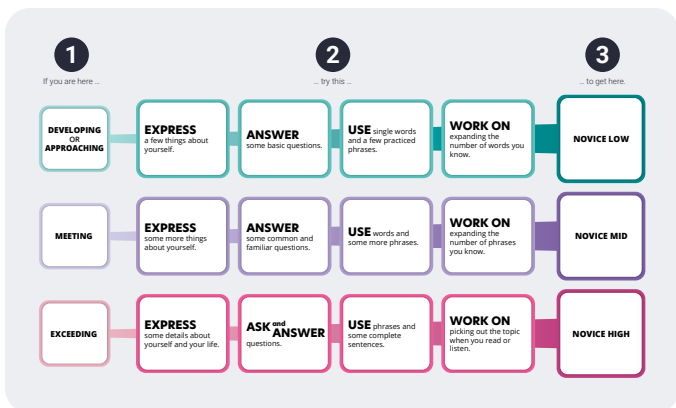 1
2
3
If you are here ...
... try this ...
... to get here.
DEVELOPING
OR
APPROACHING
EXPRESS
a few things about
yourself.
ANSWER
some basic questions.
USE single words
and a few practiced
phrases.
WORK ON
expanding the
number of words you
know.
NOVICE LOW
MEETING
EXPRESS
some more things
about yourself.
ANSWER
some common and
familiar questions.
USE words and
some more phrases.
WORK ON
expanding the
number of phrases
you know.
NOVICE MID
EXCEEDING
EXPRESS
some details about
yourself and your life.
ASK and
ANSWER
questions.
USE phrases and
some complete
sentences.
WORK ON
picking out the topic
when you read or
listen.
NOVICE HIGH